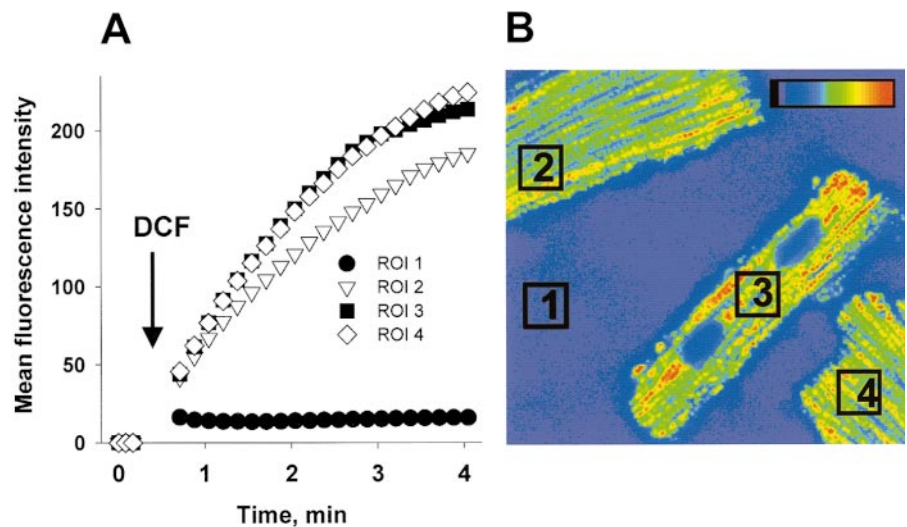 A
Mean fluorescence intensity
200
150
100
50
0
DCF
ROI 1
ROI 2
ROI 3
ROI 4
0 1 2 3 4
Time, min
B
2
1
3
4